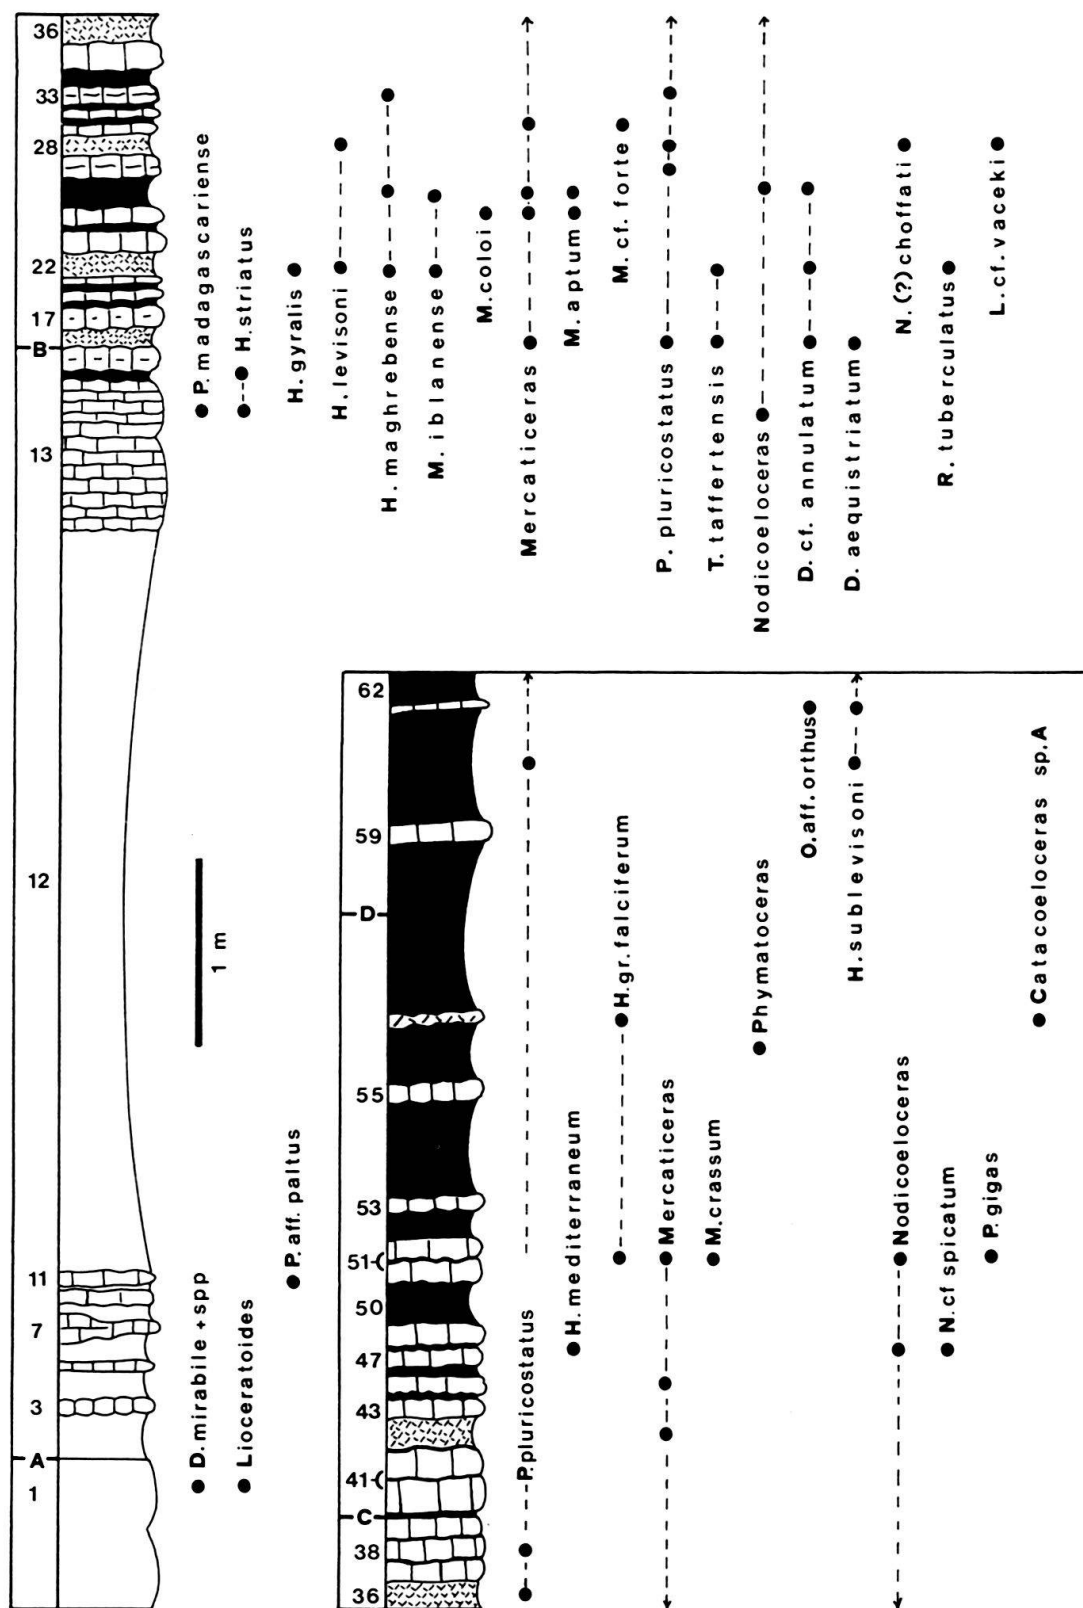 36
33
28
22
17
B
13
12
11
7
3
A
1
1 m
D. mirabile + spp
Lioceratoides
P. aff. paltus
P. madagascariense
H. striatus
H. gyralis
H. levisoni
H. maghrebense
M. iblanense
M. coloi
Mercaticeras
M. aptum
M. cf. forte
P. pluricostatus
T. taffertensis
Nodicoeloceras
D. cf. annulatum
D. aequistriatum
N. (?) choffati
R. tuberculatus
L. cf. vaceki
62
59
D
55
53
51
50
47
43
41
C
38
36
P. pluricostatus
H. mediterraneum
H. gr. falciferum
Mercaticeras
M. crassum
Phymatoceras
O. aff. orthus
H. sublevisoni
Nodicoeloceras
N. cf spicatum
P. gigas
Catacoeloceras sp. A